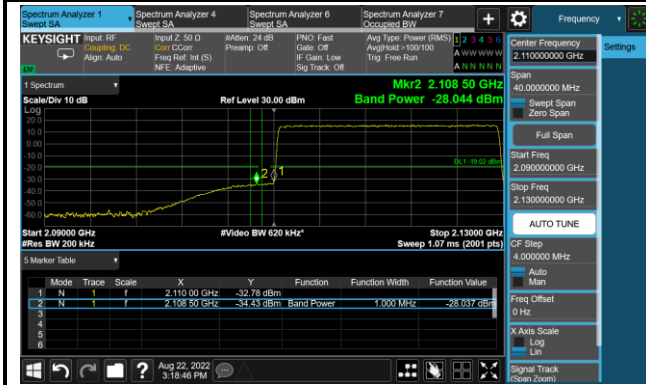 Spectrum Analyzer 1
Swept SA
Spectrum Analyzer 4
Swept SA
Spectrum Analyzer 6
Swept SA
Spectrum Analyzer 7
Occupied BW
+
Frequency
KEYSIGHT
Input: RF
Coupling: DC
Align: Auto
Input Z: 50 Ω
Corr CCorr
Freq Ref: Int (S)
NFE: Adaptive
#Atten: 24 dB
Preamp: Off
PNO: Fast
Gate: Off
IF Gain: Low
Sig Track: Off
Avg Type: Power (RMS)
Avg|Hold:>100/100
Trig: Free Run
1 2 3 4 5 6
A W W W W W
A N N N N N
1 Spectrum
Scale/Div 10 dB
Ref Level 30.00 dBm
Mkr2 2.108 50 GHz
Band Power -28.044 dBm
Log
20.0
10.0
0.00
-10.0
-20.0
-30.0
-40.0
-50.0
-60.0
DL1 -19.02 dBm
2
1
Start 2.09000 GHz
#Video BW 620 kHz*
Stop 2.13000 GHz
#Res BW 200 kHz
Sweep 1.07 ms (2001 pts)
5 Marker Table
Mode Trace Scale X Y Function Function Width Function Value
1 N 1 f 2.110 00 GHz -32.78 dBm
2 N 1 f 2.108 50 GHz -34.43 dBm Band Power 1.000 MHz -28.037 dBm
3
4
5
6
Aug 22, 2022
3:18:46 PM
?
Center Frequency
2.110000000 GHz
Settings
Span
40.0000000 MHz
Swept Span
Zero Span
Full Span
Start Freq
2.090000000 GHz
Stop Freq
2.130000000 GHz
AUTO TUNE
CF Step
4.000000 MHz
Auto
Man
Freq Offset
0 Hz
X Axis Scale
Log
Lin
Signal Track
(Span Zoom)